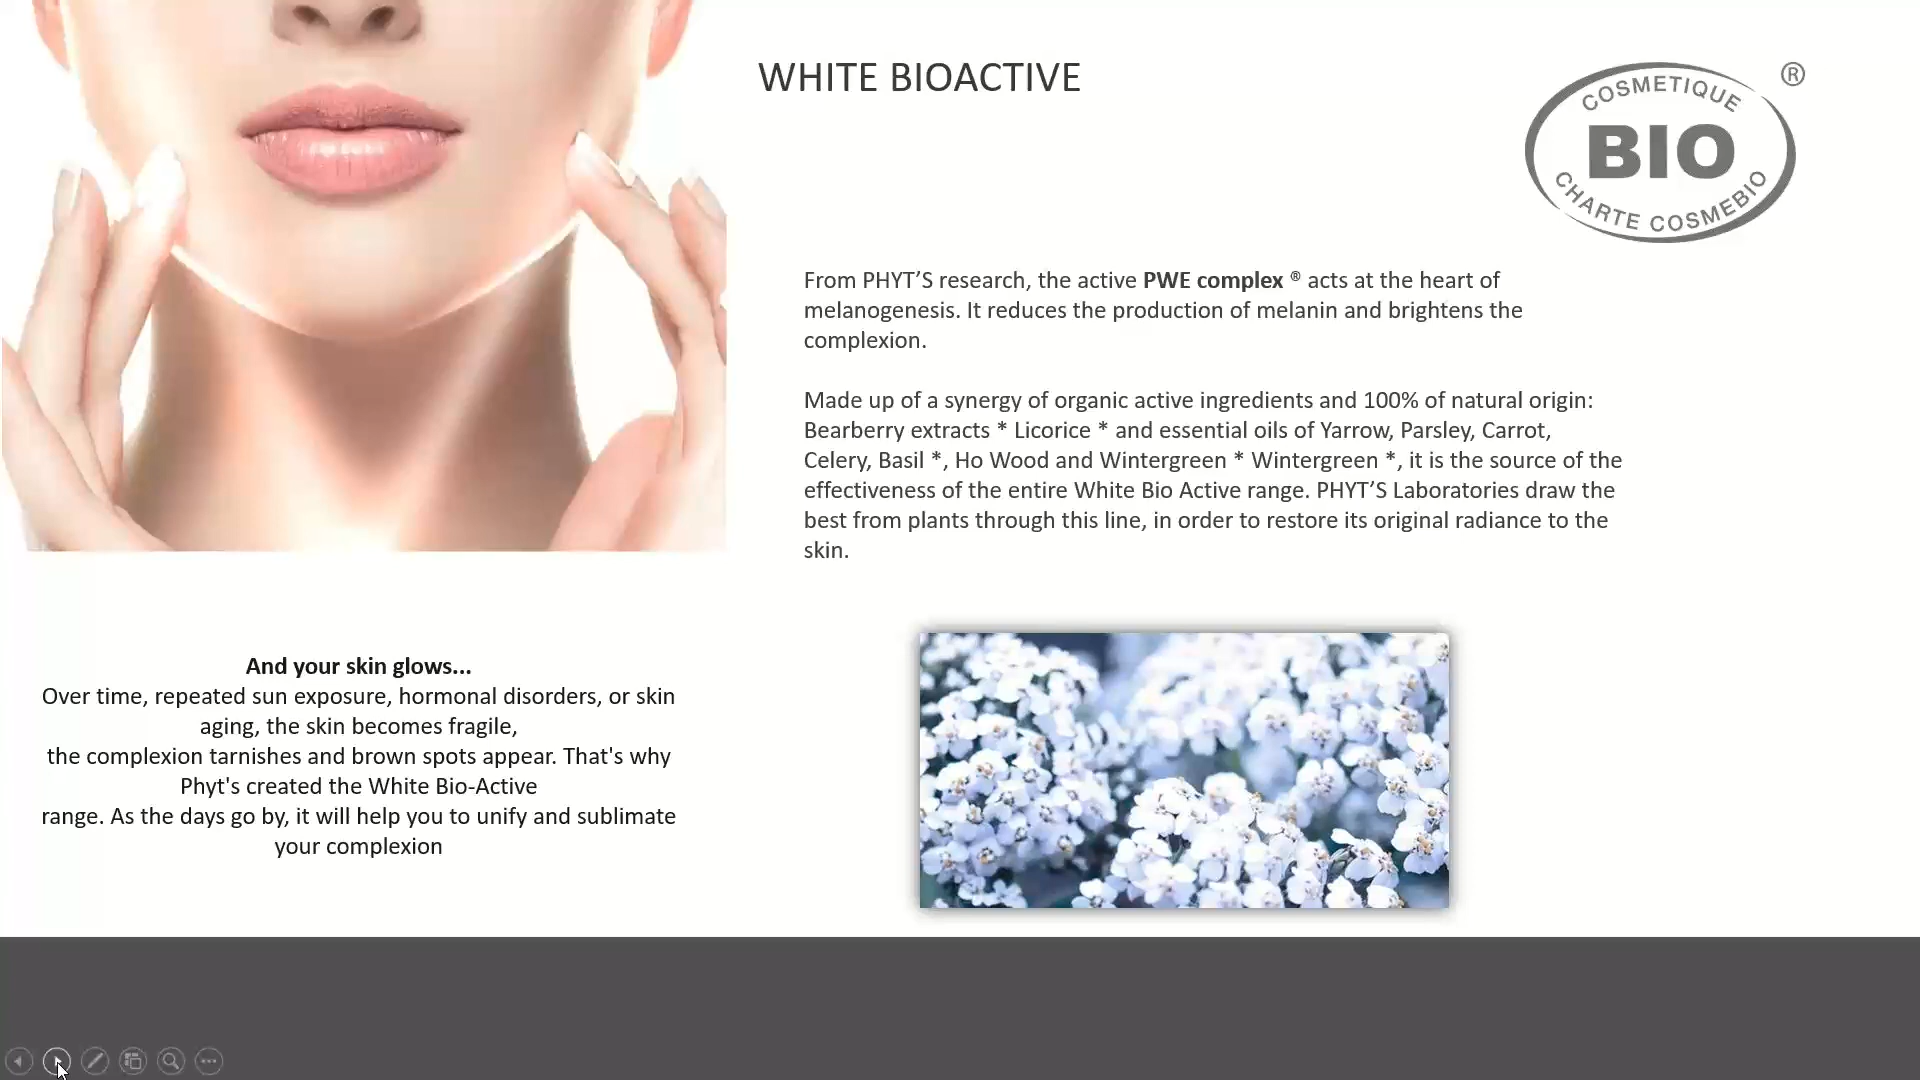 WHITE BIOACTIVE
COSMETIQUE
BIO
CHARTE COSMEBIO
®
From PHYT’S research, the active PWE complex ® acts at the heart of
melanogenesis. It reduces the production of melanin and brightens the
complexion.
Made up of a synergy of organic active ingredients and 100% of natural origin:
Bearberry extracts * Licorice * and essential oils of Yarrow, Parsley, Carrot,
Celery, Basil *, Ho Wood and Wintergreen * Wintergreen *, it is the source of the
effectiveness of the entire White Bio Active range. PHYT’S Laboratories draw the
best from plants through this line, in order to restore its original radiance to the
skin.
And your skin glows...
Over time, repeated sun exposure, hormonal disorders, or skin
aging, the skin becomes fragile,
the complexion tarnishes and brown spots appear. That's why
Phyt's created the White Bio-Active
range. As the days go by, it will help you to unify and sublimate
your complexion